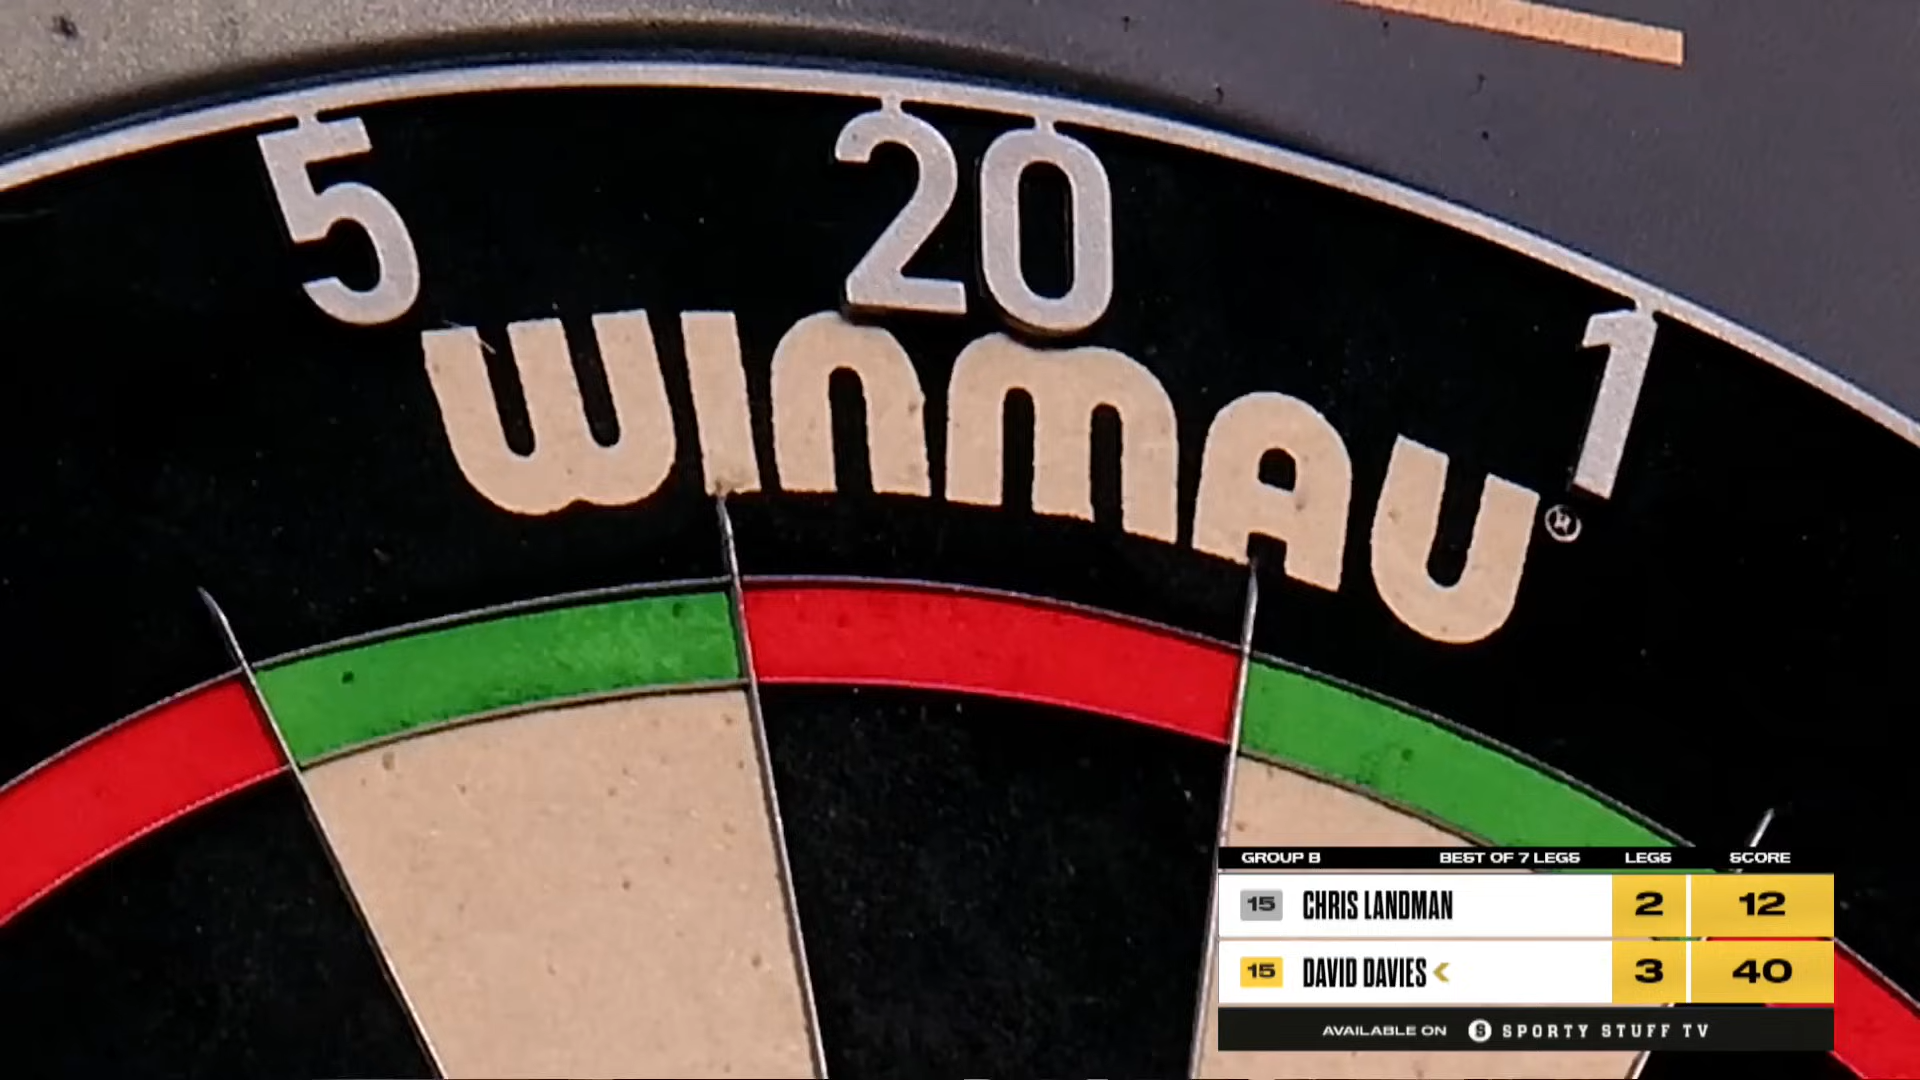 5 20 1
WINMAU®
GROUP B BEST OF 7 LEGS LEGS SCORE
15 CHRIS LANDMAN 2 12
15 DAVID DAVIES 3 40
AVAILABLE ON S SPORTY STUFF TV